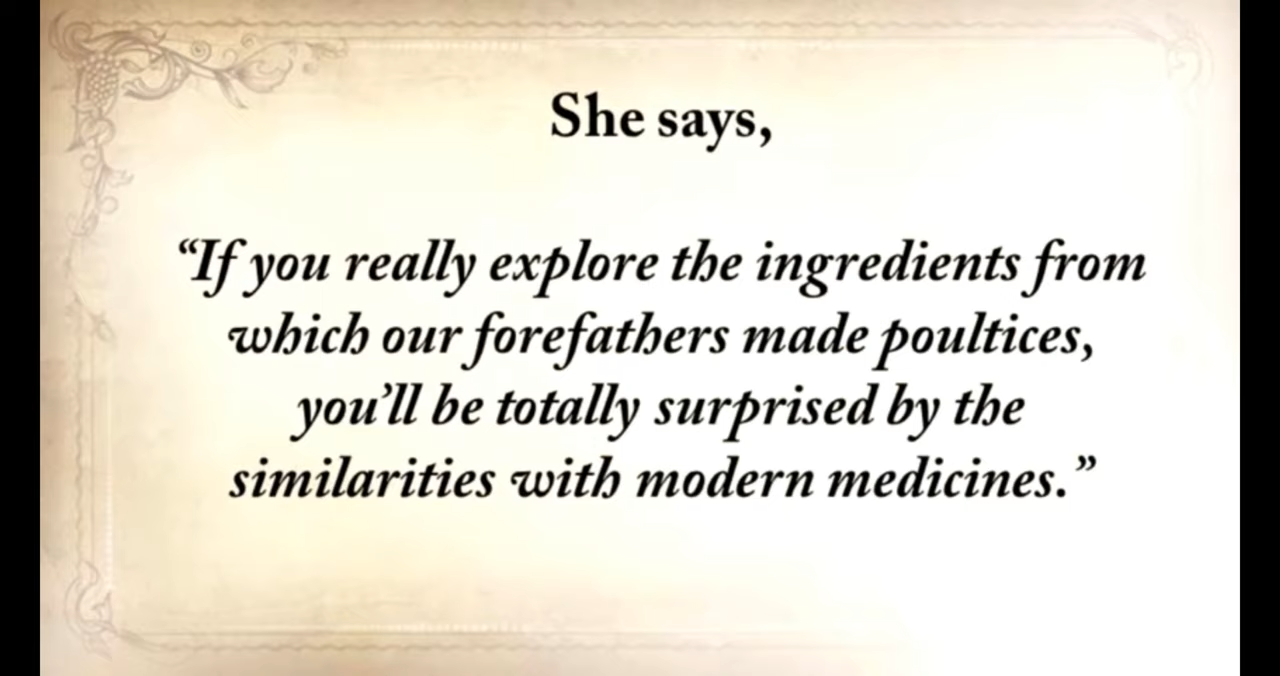 She says,
“If you really explore the ingredients from
which our forefathers made poultices,
you’ll be totally surprised by the
similarities with modern medicines.”